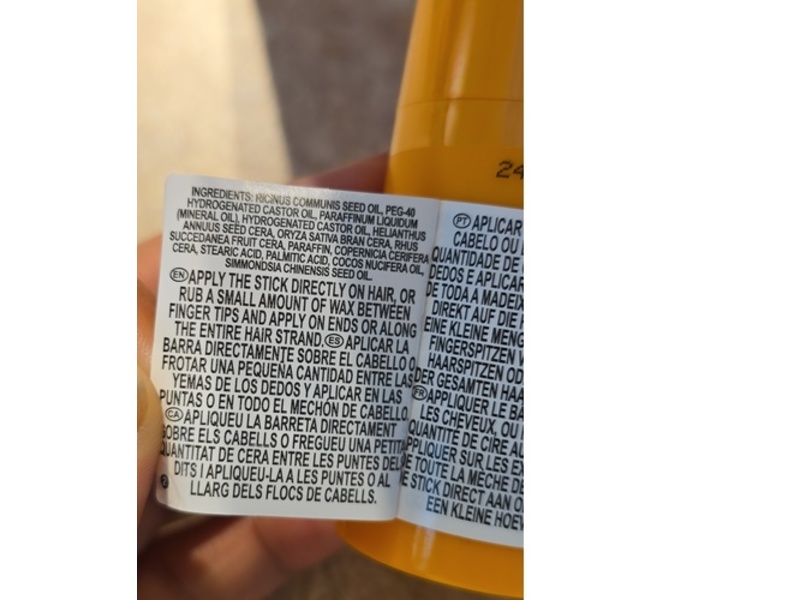 INGREDIENTS: RICINUS COMMUNIS SEED OIL, PEG-40
HYDROGENATED CASTOR OIL, PARAFFINUM LIQUIDUM
(MINERAL OIL), HYDROGENATED CASTOR OIL, HELIANTHUS
ANNUUS SEED CERA, ORYZA SATIVA BRAN CERA, RHUS
SUCCEDANEA FRUIT CERA, PARAFFIN, COPERNICIA CERIFERA
CERA, STEARIC ACID, PALMITIC ACID, COCOS NUCIFERA OIL,
SIMMONDSIA CHINENSIS SEED OIL.
EN APPLY THE STICK DIRECTLY ON HAIR, OR
RUB A SMALL AMOUNT OF WAX BETWEEN
FINGER TIPS AND APPLY ON ENDS OR ALONG
THE ENTIRE HAIR STRAND. ES APLICAR LA
BARRA DIRECTAMENTE SOBRE EL CABELLO O
FROTAR UNA PEQUEÑA CANTIDAD ENTRE LAS
YEMAS DE LOS DEDOS Y APLICAR EN LAS
PUNTAS O EN TODO EL MECHÓN DE CABELLO.
CA APLIQUEU LA BARRETA DIRECTAMENT
SOBRE ELS CABELLS O FREGUEU UNA PETITA
QUANTITAT DE CERA ENTRE LES PUNTES DELS
DITS I APLIQUEU-LA A LES PUNTES O AL
LLARG DELS FLOCS DE CABELLS.
2
24
PT APLICAR
CABELO OU
QUANTIDADE DE
DEDOS E APLICAR
DE TODA A MADEIX
DIREKT AUF DIE
EINE KLEINE MENG
FINGERSPITZEN
HAARSPITZEN OD
DER GESAMTEN HAA
FR APPLIQUER LE BA
LES CHEVEUX, OU
QUANTITÉ DE CIRE AU
APPLIQUER SUR LES EX
DE TOUTE LA MÈCHE DE
STICK DIRECT AAN O
EEN KLEINE HOEV